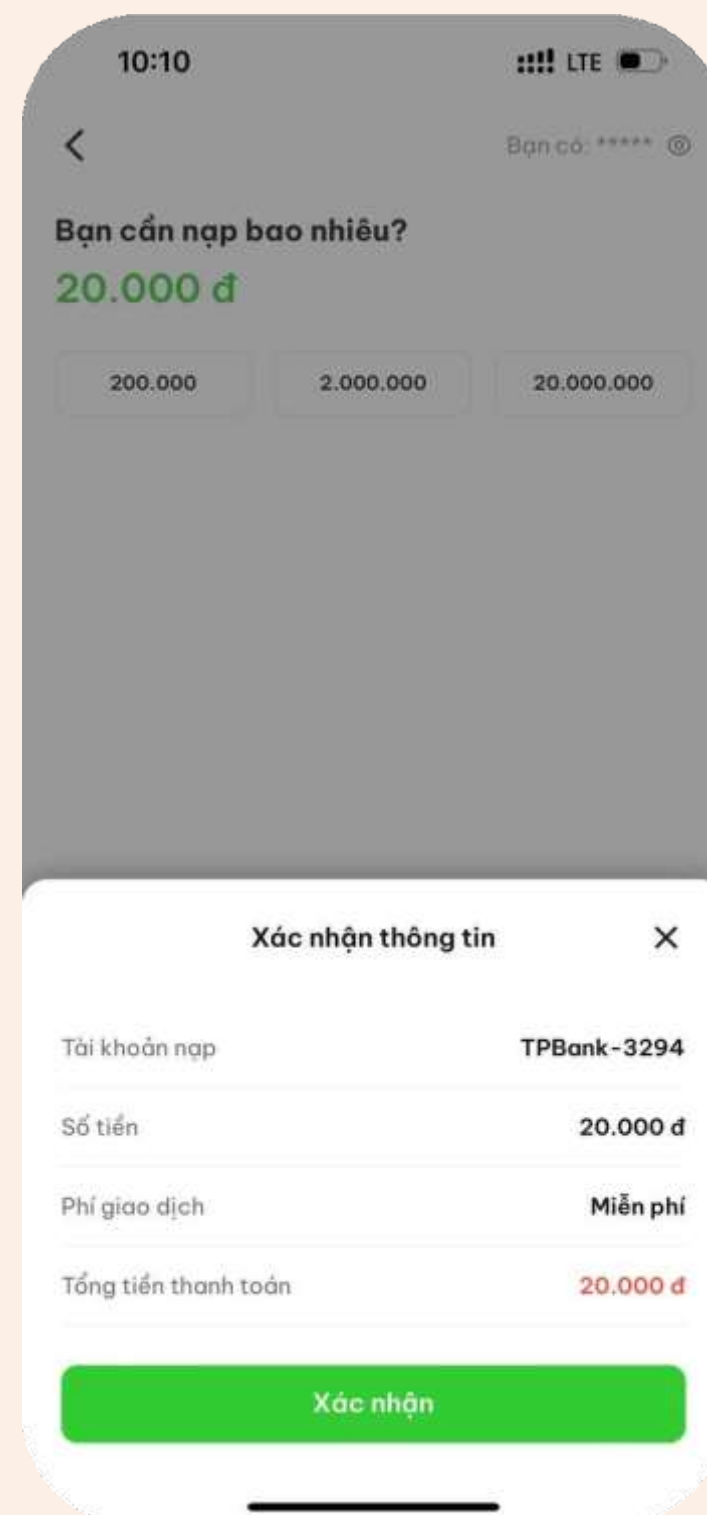 10:10 LTE
Bạn có: *****
Bạn cần nạp bao nhiêu?
20.000 đ
200.000 2.000.000 20.000.000
Xác nhận thông tin
Tài khoản nạp TPBank-3294
Số tiền 20.000 đ
Phí giao dịch Miễn phí
Tổng tiền thanh toán 20.000 đ
Xác nhận